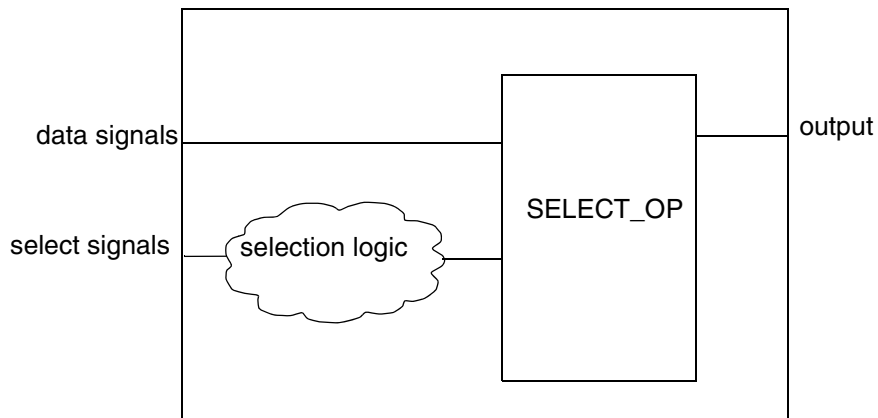 data signals
output
SELECT_OP
select signals
selection logic